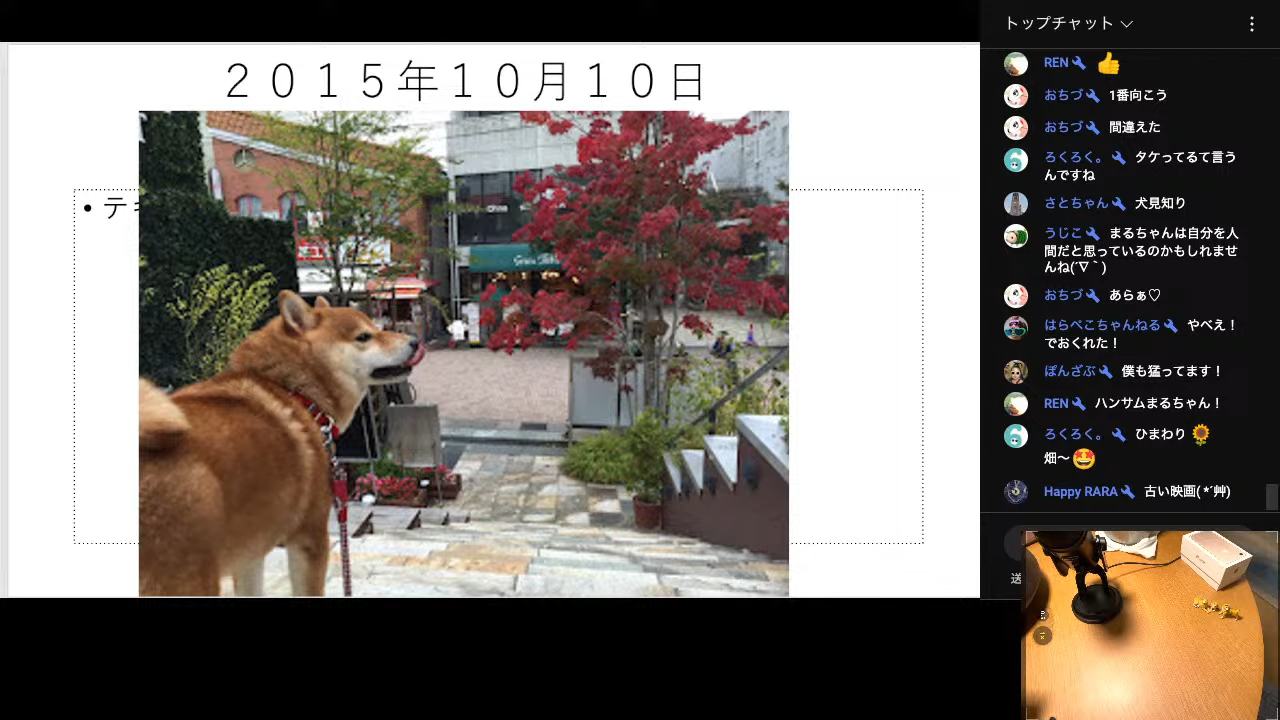 ２０１５年１０月１０日
• テキ
トップチャット
REN 👍
おちづ 1番向こう
おちづ 間違えた
ろくろく。 タケってるて言う
んですね
さとちゃん 犬見知り
うじこ まるちゃんは自分を人
間だと思っているのかもしれませ
んね(∇｀)
おちづ あらぁ♡
はらぺこちゃんねる やべえ！
でおくれた！
ぽんざぶ 僕も猛ってます！
REN ハンサムまるちゃん！
ろくろく。 ひまわり🌻
畑〜🤩
Happy RARA 古い映画(*´艸)
送